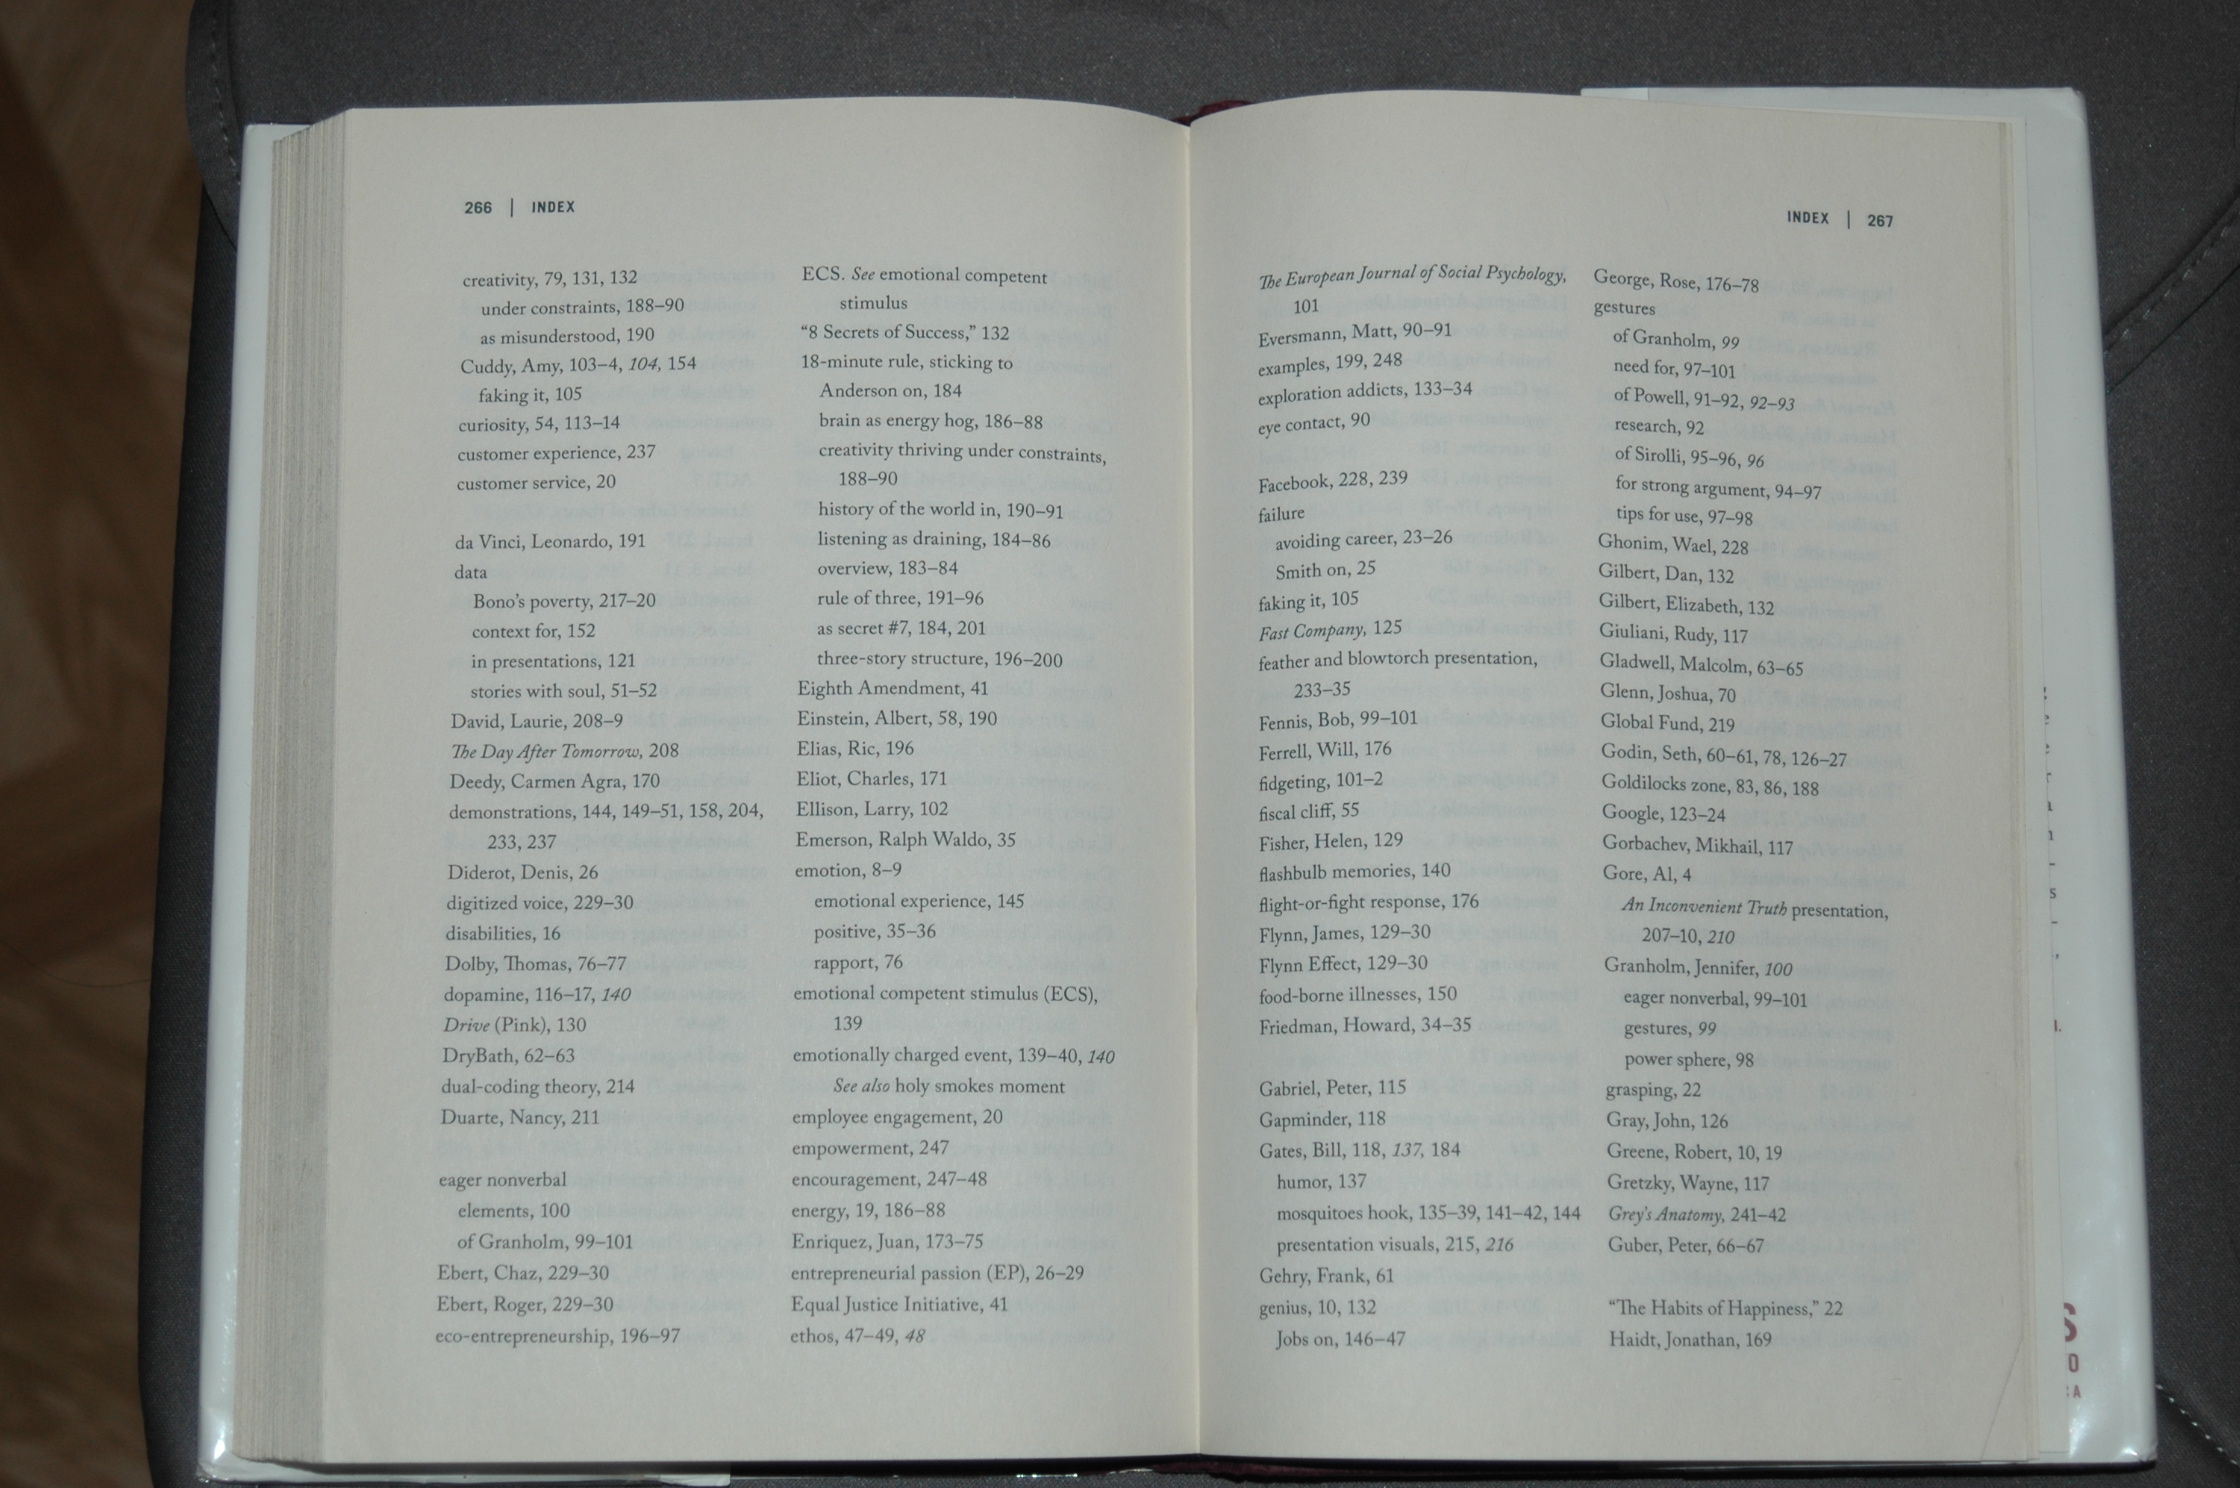 266 | INDEX
creativity, 79, 131, 132
under constraints, 188–90
as misunderstood, 190
Cuddy, Amy, 103–4, 104, 154
faking it, 105
curiosity, 54, 113–14
customer experience, 237
customer service, 20
da Vinci, Leonardo, 191
data
Bono's poverty, 217–20
context for, 152
in presentations, 121
stories with soul, 51–52
David, Laurie, 208–9
The Day After Tomorrow, 208
Deedy, Carmen Agra, 170
demonstrations, 144, 149–51, 158, 204,
233, 237
Diderot, Denis, 26
digitized voice, 229–30
disabilities, 16
Dolby, Thomas, 76–77
dopamine, 116–17, 140
Drive (Pink), 130
DryBath, 62–63
dual-coding theory, 214
Duarte, Nancy, 211
eager nonverbal
elements, 100
of Granholm, 99–101
Ebert, Chaz, 229–30
Ebert, Roger, 229–30
eco-entrepreneurship, 196–97
ECS. See emotional competent
stimulus
“8 Secrets of Success,” 132
18-minute rule, sticking to
Anderson on, 184
brain as energy hog, 186–88
creativity thriving under constraints,
188–90
history of the world in, 190–91
listening as draining, 184–86
overview, 183–84
rule of three, 191–96
as secret #7, 184, 201
three-story structure, 196–200
Eighth Amendment, 41
Einstein, Albert, 58, 190
Elias, Ric, 196
Eliot, Charles, 171
Ellison, Larry, 102
Emerson, Ralph Waldo, 35
emotion, 8–9
emotional experience, 145
positive, 35–36
rapport, 76
emotional competent stimulus (ECS),
139
emotionally charged event, 139–40, 140
See also holy smokes moment
employee engagement, 20
empowerment, 247
encouragement, 247–48
energy, 19, 186–88
Enriquez, Juan, 173–75
entrepreneurial passion (EP), 26–29
Equal Justice Initiative, 41
ethos, 47–49, 48
INDEX | 267
The European Journal of Social Psychology,
101
Eversmann, Matt, 90–91
examples, 199, 248
exploration addicts, 133–34
eye contact, 90
Facebook, 228, 239
failure
avoiding career, 23–26
Smith on, 25
faking it, 105
Fast Company, 125
feather and blowtorch presentation,
233–35
Fennis, Bob, 99–101
Ferrell, Will, 176
fidgeting, 101–2
fiscal cliff, 55
Fisher, Helen, 129
flashbulb memories, 140
flight-or-fight response, 176
Flynn, James, 129–30
Flynn Effect, 129–30
food-borne illnesses, 150
Friedman, Howard, 34–35
Gabriel, Peter, 115
Gapminder, 118
Gates, Bill, 118, 137, 184
humor, 137
mosquitoes hook, 135–39, 141–42, 144
presentation visuals, 215, 216
Gehry, Frank, 61
genius, 10, 132
Jobs on, 146–47
George, Rose, 176–78
gestures
of Granholm, 99
need for, 97–101
of Powell, 91–92, 92–93
research, 92
of Sirolli, 95–96, 96
for strong argument, 94–97
tips for use, 97–98
Ghonim, Wael, 228
Gilbert, Dan, 132
Gilbert, Elizabeth, 132
Giuliani, Rudy, 117
Gladwell, Malcolm, 63–65
Glenn, Joshua, 70
Global Fund, 219
Godin, Seth, 60–61, 78, 126–27
Goldilocks zone, 83, 86, 188
Google, 123–24
Gorbachev, Mikhail, 117
Gore, Al, 4
An Inconvenient Truth presentation,
207–10, 210
Granholm, Jennifer, 100
eager nonverbal, 99–101
gestures, 99
power sphere, 98
grasping, 22
Gray, John, 126
Greene, Robert, 10, 19
Gretzky, Wayne, 117
Grey's Anatomy, 241–42
Guber, Peter, 66–67
“The Habits of Happiness,” 22
Haidt, Jonathan, 169